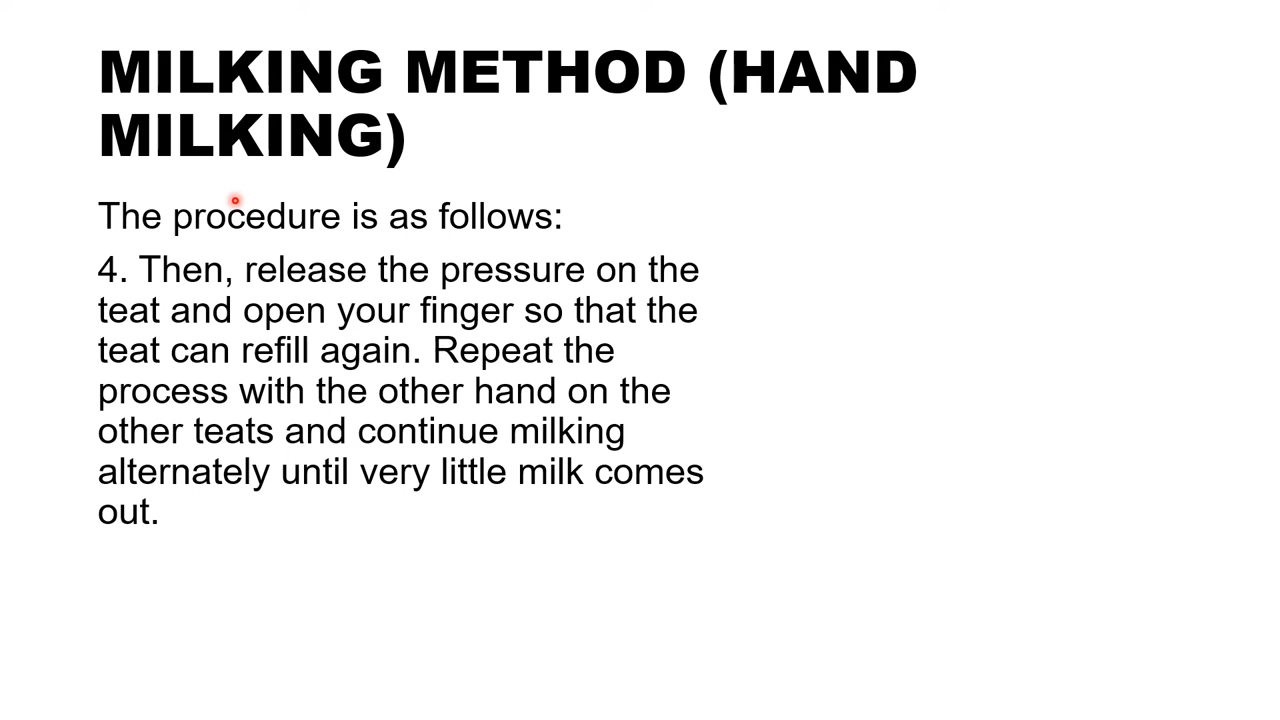 MILKING METHOD (HAND
MILKING)
The procedure is as follows:
4. Then, release the pressure on the
teat and open your finger so that the
teat can refill again. Repeat the
process with the other hand on the
other teats and continue milking
alternately until very little milk comes
out.